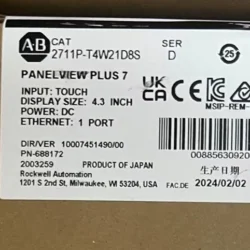 A-B CAT SER
2711P-T4W21D8S D
PANELVIEW PLUS 7
INPUT: TOUCH
DISPLAY SIZE: 4.3 INCH
POWER: DC
ETHERNET: 1 PORT
UK CA CE
MSIP-REM-
25
DIR/VER 10007451490/00
PN-688172
2003259 PRODUCT OF JAPAN
Rockwell Automation
1201 S 2nd St, Milwaukee, WI 53204, USA
00885630920
生产日期
FAC.DE 2024/02/02